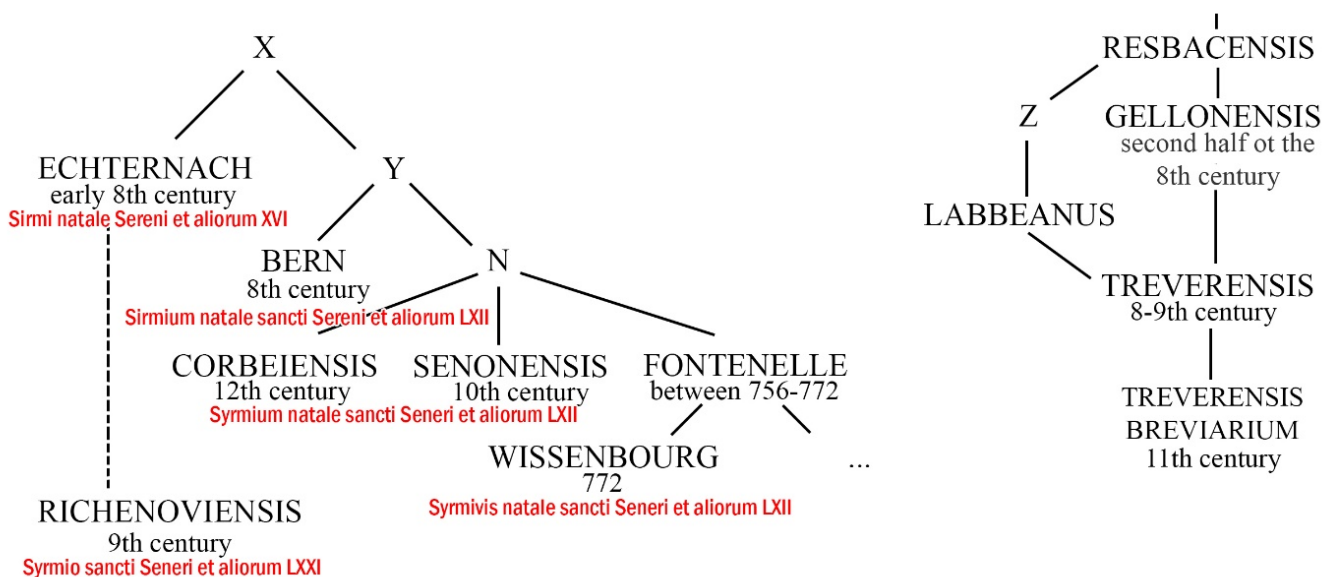 X
ECHTERNACH
early 8th century
Sirmi natale Sereni et aliorum XVI
Y
BERN
8th century
Sirmium natale sancti Sereni et aliorum LXII
N
CORBEIENSIS
12th century
SENONENSIS
10th century
Symium natale sancti Seneri et aliorum LXII
FONTENELLE
between 756-772
WISSENBOURG
772
Syrmivis natale sancti Seneri et aliorum LXII
...
RICHENOVIENSIS
9th century
Syrmio sancti Seneri et aliorum LXXI
RESBACENSIS
Z
GELLONENSIS
second half ot the
8th century
LABBEANUS
TREVERENSIS
8-9th century
TREVERENSIS
BREVIARIUM
11th century